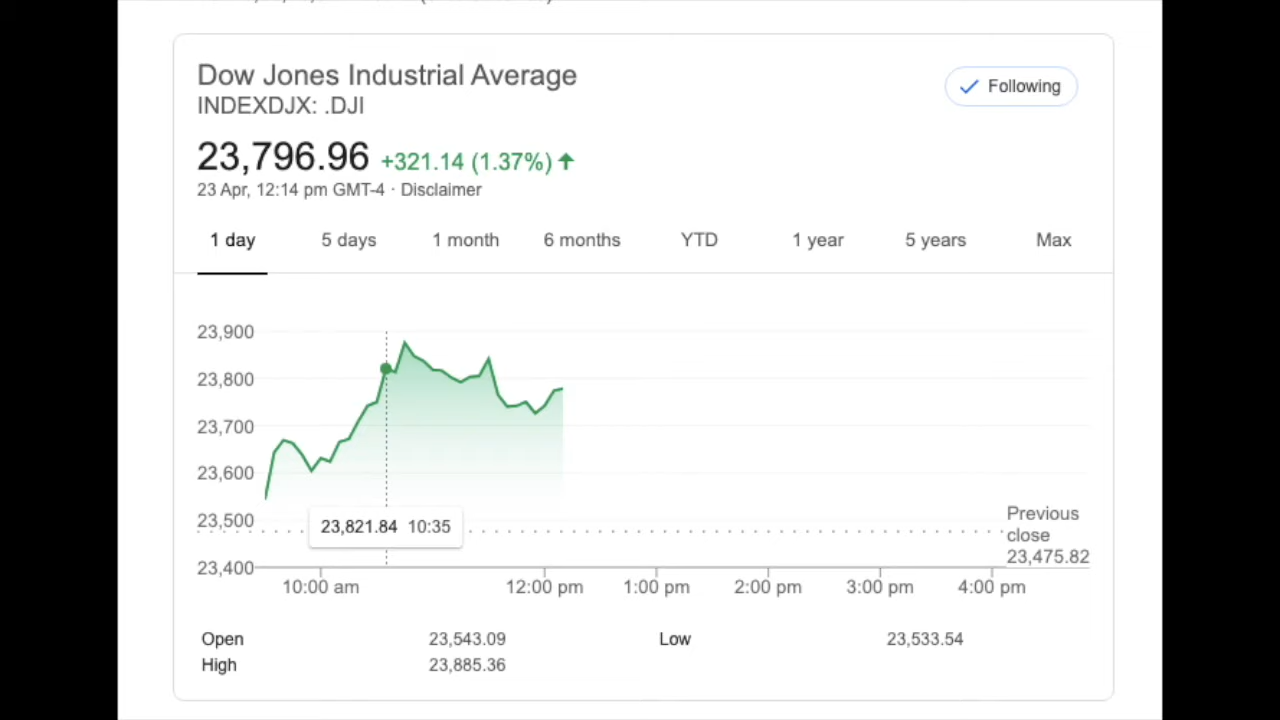 Dow Jones Industrial Average
INDEXDJX: .DJI
Following
23,796.96 +321.14 (1.37%)
23 Apr, 12:14 pm GMT-4 · Disclaimer
1 day 5 days 1 month 6 months YTD 1 year 5 years Max
23,900
23,800
23,700
23,600
23,500
23,400
23,821.84 10:35
Previous
close
23,475.82
10:00 am 12:00 pm 1:00 pm 2:00 pm 3:00 pm 4:00 pm
Open 23,543.09 Low 23,533.54
High 23,885.36